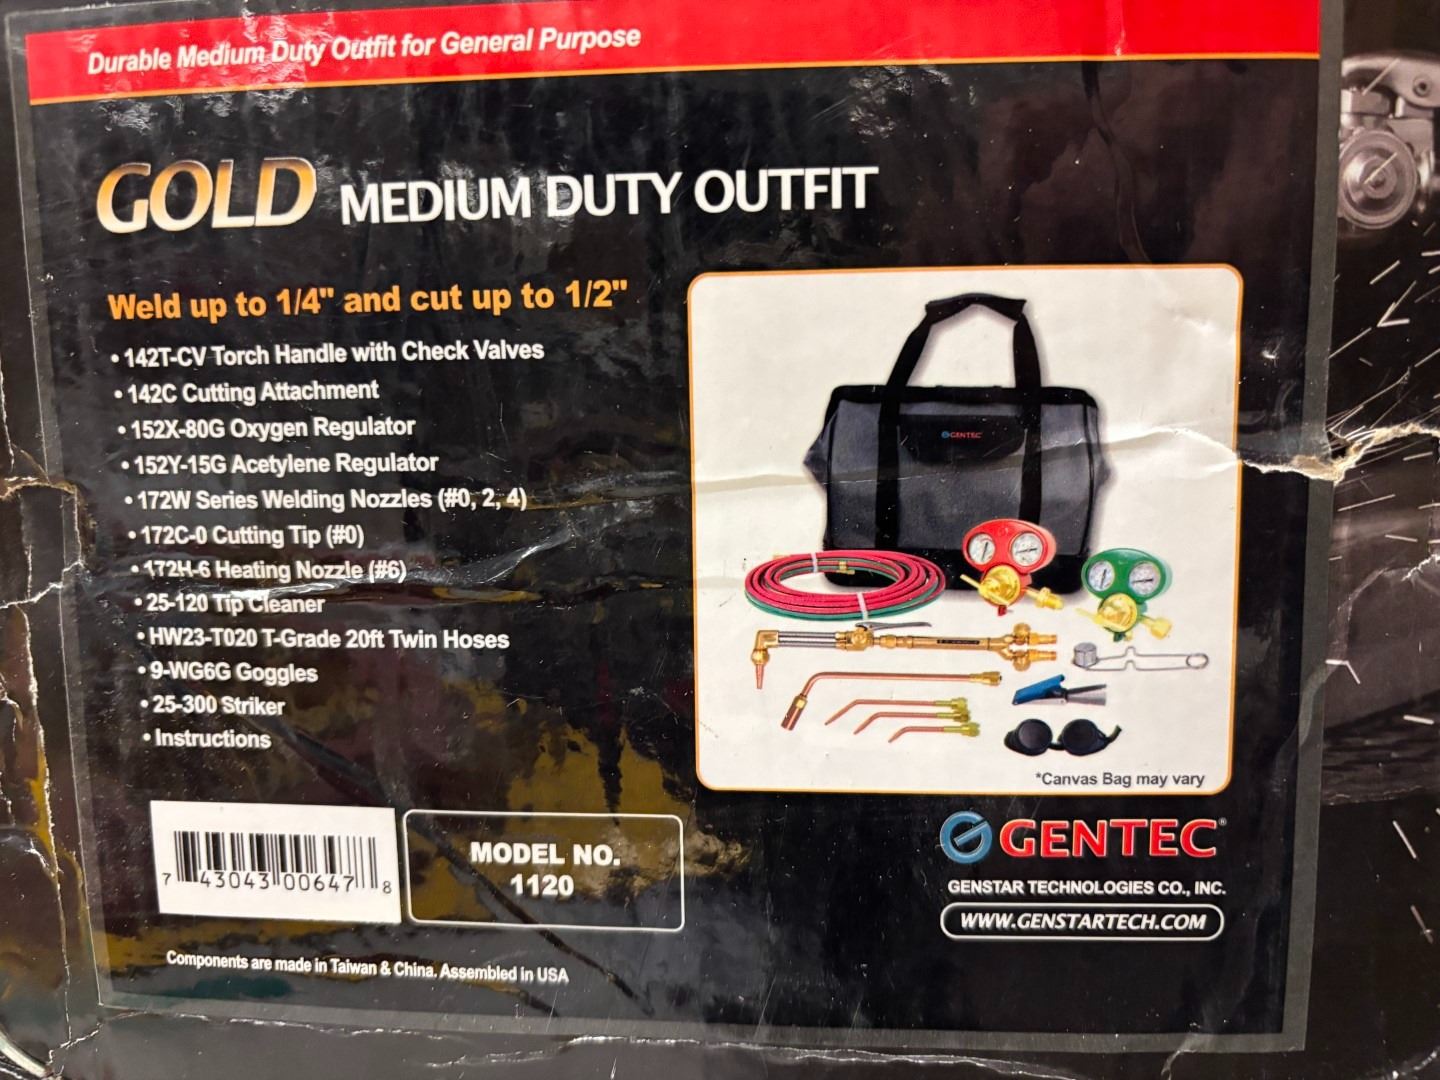 Durable Medium Duty Outfit for General Purpose
GOLD MEDIUM DUTY OUTFIT
Weld up to 1/4" and cut up to 1/2"
• 142T-CV Torch Handle with Check Valves
• 142C Cutting Attachment
• 152X-80G Oxygen Regulator
• 152Y-15G Acetylene Regulator
• 172W Series Welding Nozzles (#0, 2, 4)
• 172C-0 Cutting Tip (#0)
• 172H-6 Heating Nozzle (#6)
• 25-120 Tip Cleaner
• HW23-T020 T-Grade 20ft Twin Hoses
• 9-WG6G Goggles
• 25-300 Striker
• Instructions
GENTEC
*Canvas Bag may vary
7 43043 00647 8
MODEL NO.
1120
GENTEC®
GENSTAR TECHNOLOGIES CO., INC.
WWW.GENSTARTECH.COM
Components are made in Taiwan & China. Assembled in USA